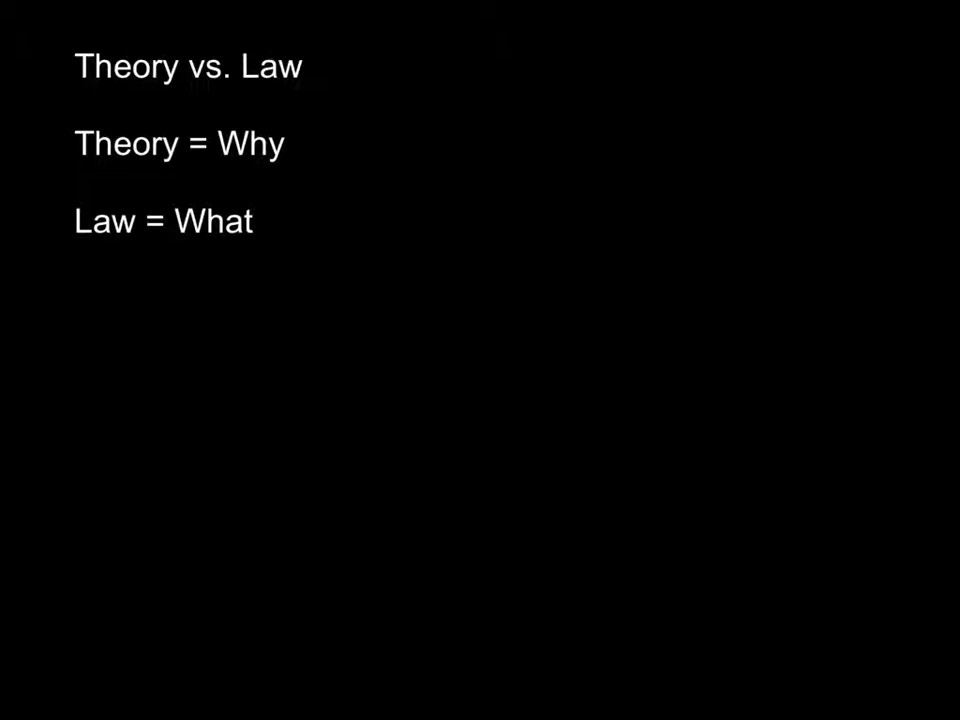 Theory vs. Law
Theory = Why
Law = What